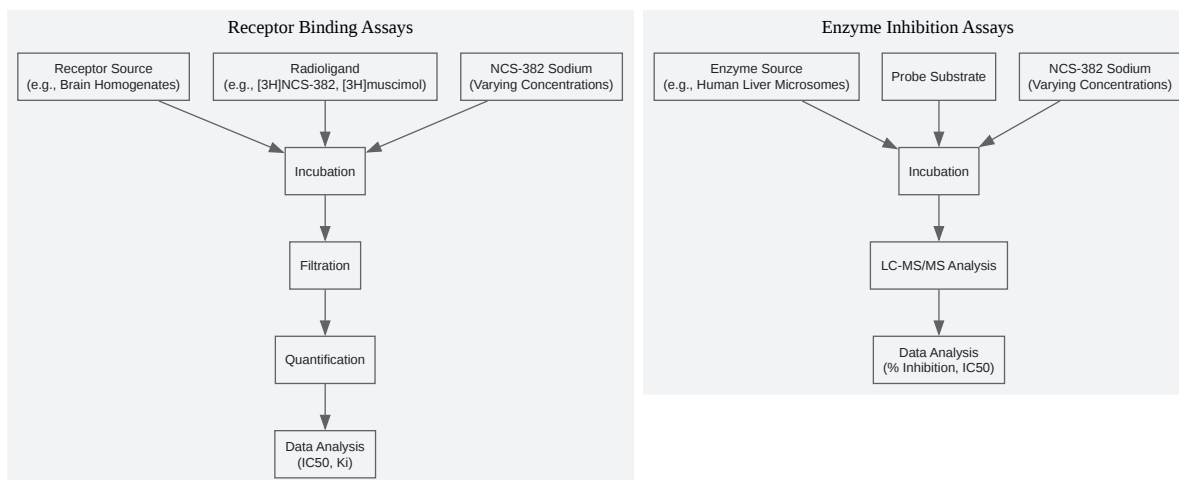 Receptor Binding Assays
Receptor Source
(e.g., Brain Homogenates)
Radioligand
(e.g., [3H]NCS-382, [3H]muscimol)
NCS-382 Sodium
(Varying Concentrations)
Incubation
Filtration
Quantification
Data Analysis
(IC50, Ki)
Enzyme Inhibition Assays
Enzyme Source
(e.g., Human Liver Microsomes)
Probe Substrate
NCS-382 Sodium
(Varying Concentrations)
Incubation
LC-MS/MS Analysis
Data Analysis
(% Inhibition, IC50)